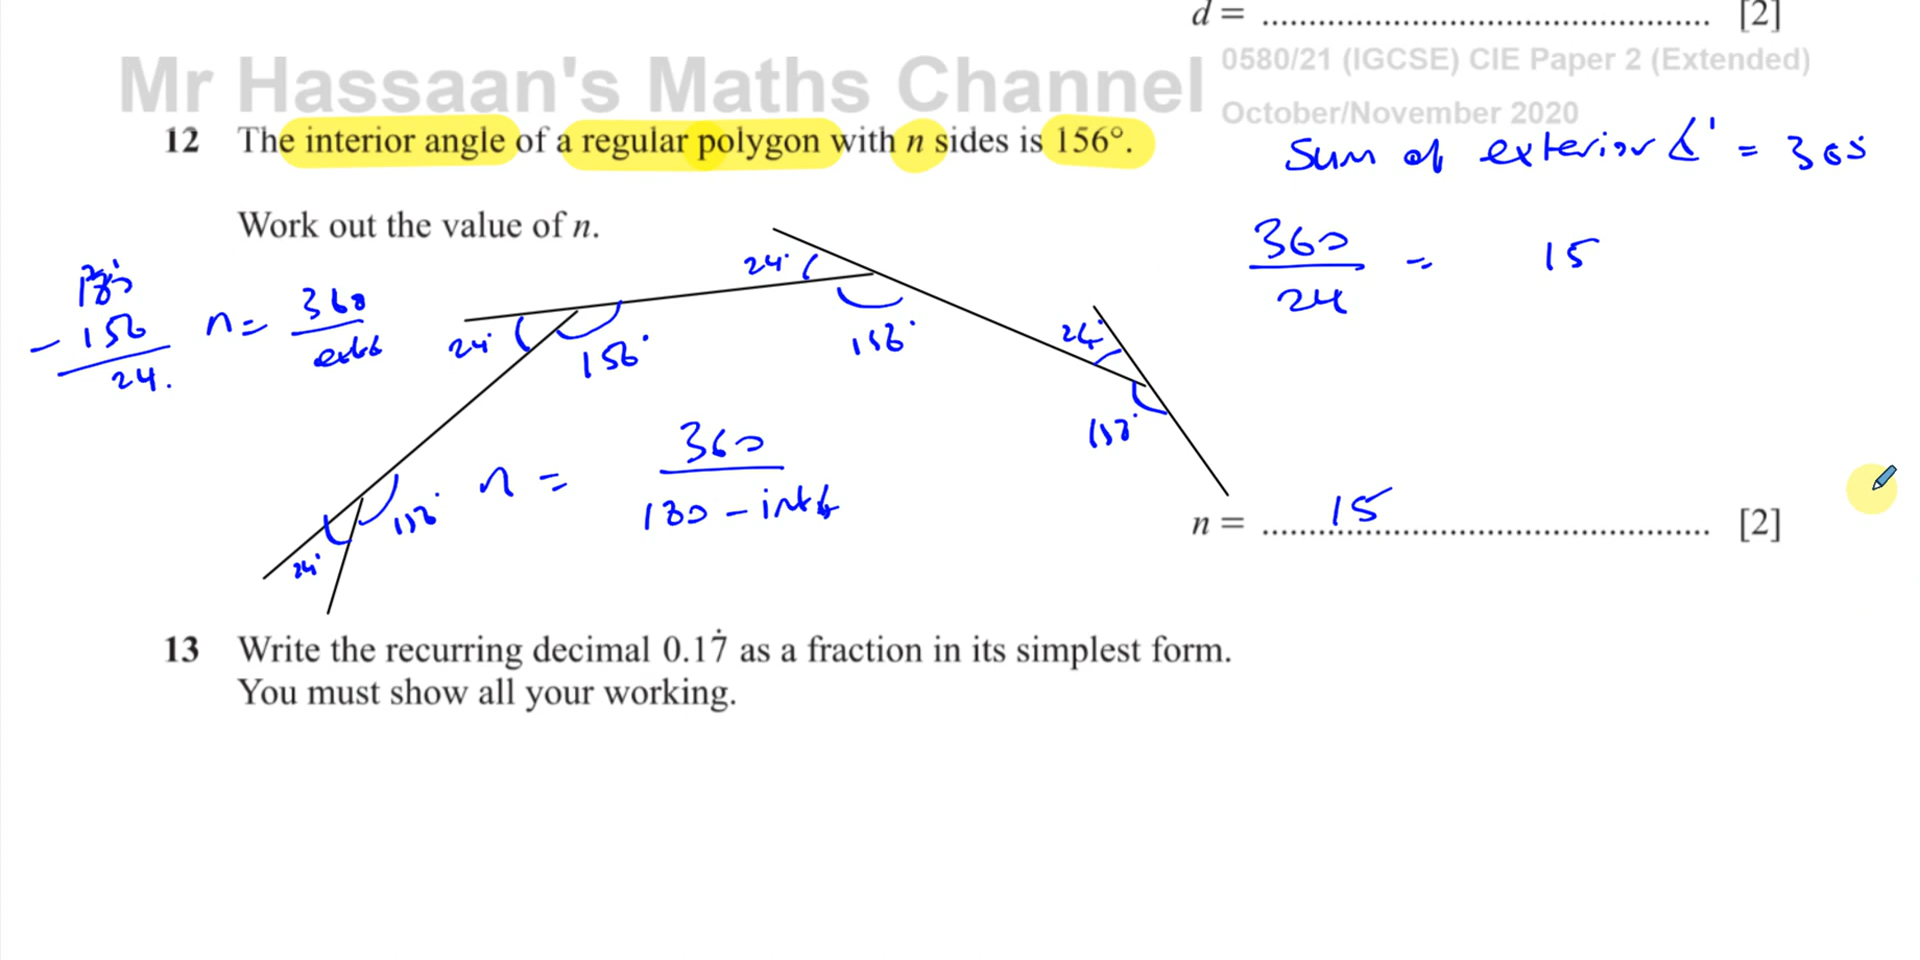 d = ........................................ [2]
Mr Hassaan's Maths Channel
0580/21 (IGCSE) CIE Paper 2 (Extended)
October/November 2020
12 The interior angle of a regular polygon with n sides is 156°.
Sum of exterior ∠' = 360
Work out the value of n.
360/24 = 15
180
- 156
24.
n = 360/ext∠
24°
24°
24°
24°
156°
156°
156°
156°
n = 360/(180 - int∠)
n = 15 ........................................ [2]
13 Write the recurring decimal 0.17̇ as a fraction in its simplest form.
You must show all your working.